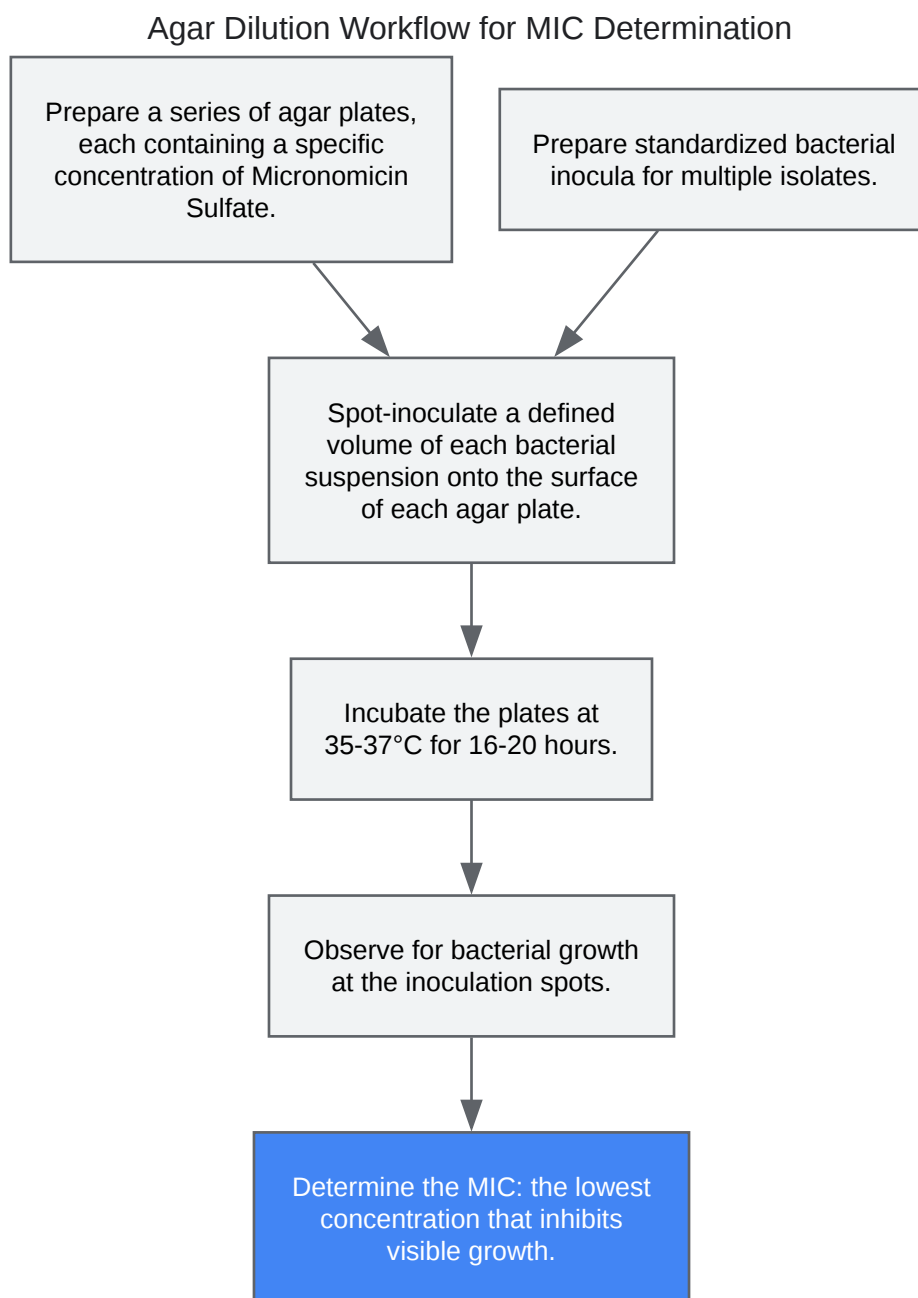 Agar Dilution Workflow for MIC Determination
Prepare a series of agar plates,
each containing a specific
concentration of Micronomicin
Sulfate.
Prepare standardized bacterial
inocula for multiple isolates.
Spot-inoculate a defined
volume of each bacterial
suspension onto the surface
of each agar plate.
Incubate the plates at
35-37°C for 16-20 hours.
Observe for bacterial growth
at the inoculation spots.
Determine the MIC: the lowest
concentration that inhibits
visible growth.